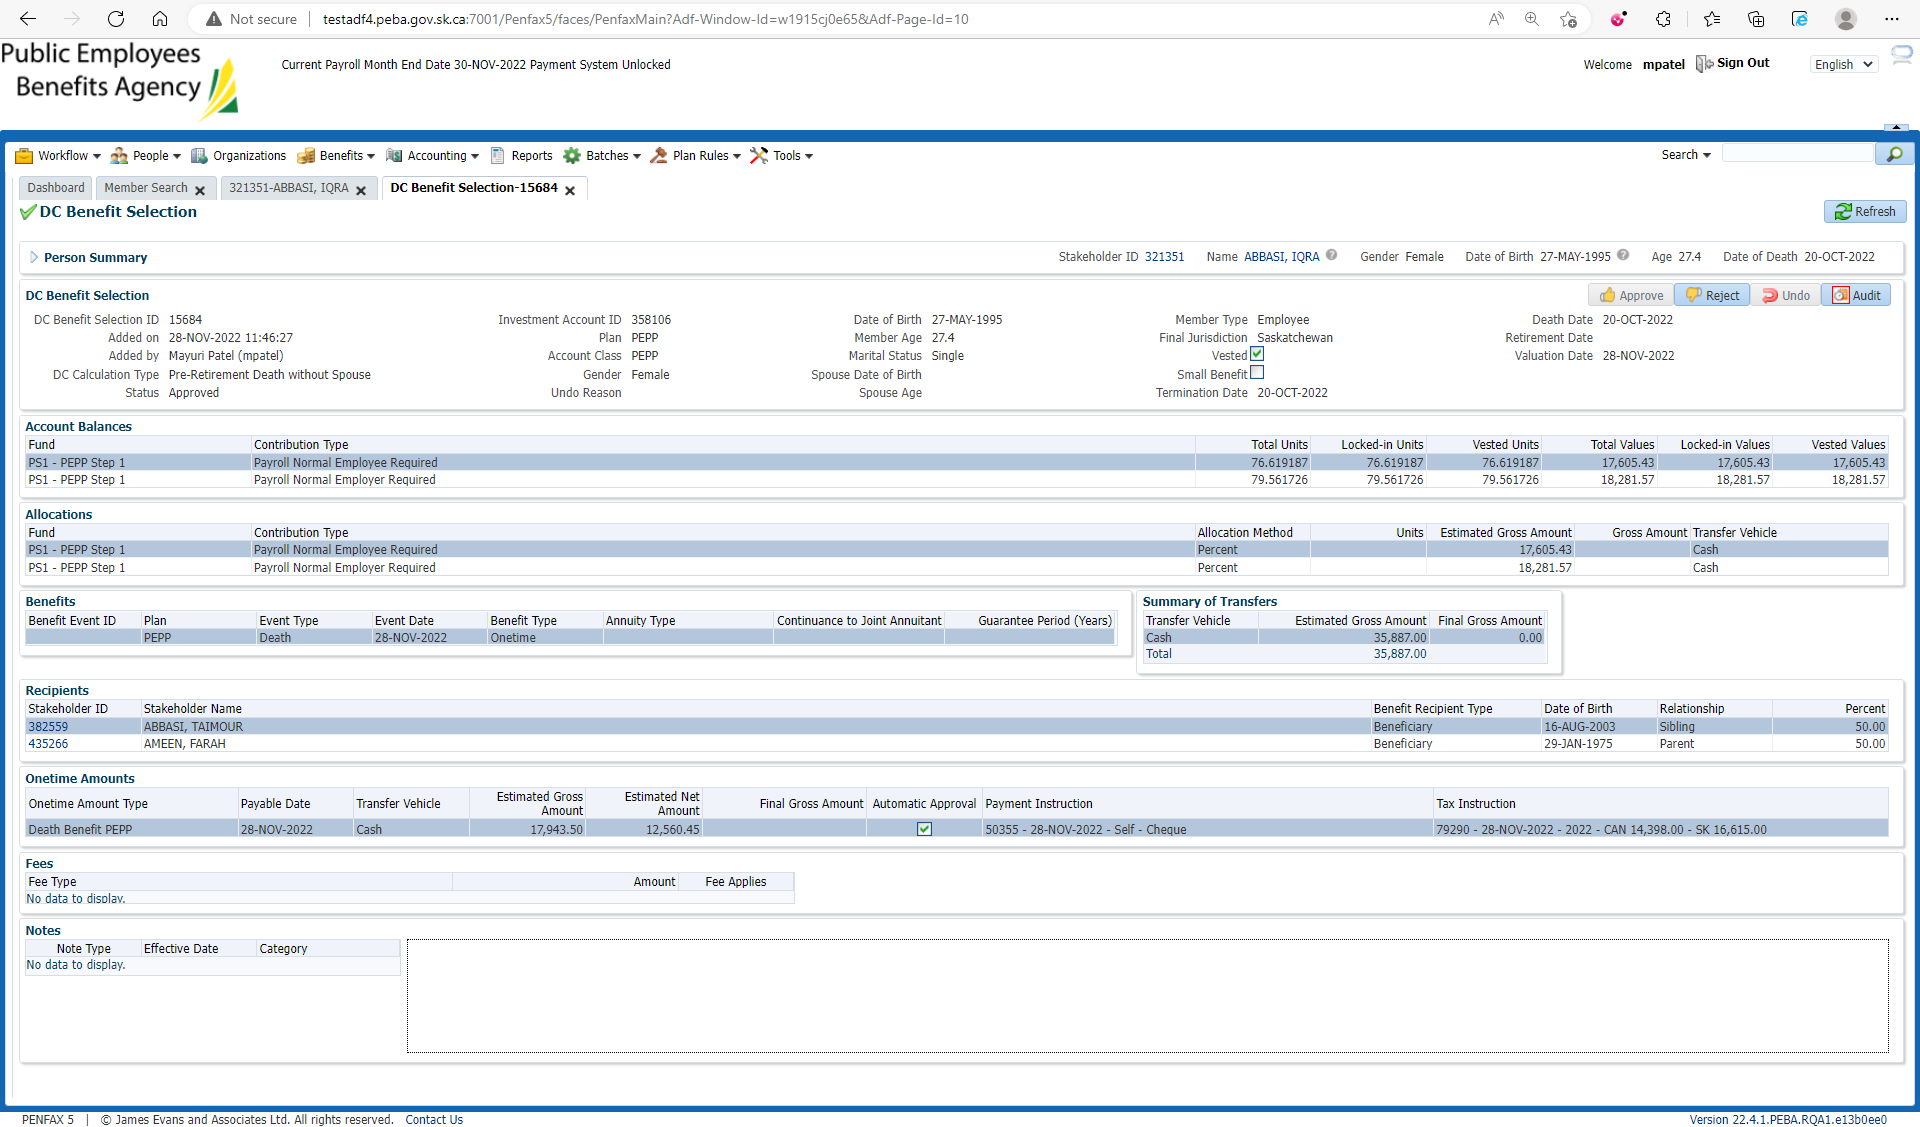 Not secure testadf4.peba.gov.sk.ca:7001/Penfax5/faces/PenfaxMain?Adf-Window-Id=w1915cj0e65&Adf-Page-Id=10
Public Employees
Benefits Agency
Current Payroll Month End Date 30-NOV-2022 Payment System Unlocked
Welcome mpatel Sign Out English
Workflow People Organizations Benefits Accounting Reports Batches Plan Rules Tools Search
Dashboard Member Search 321351-ABBASI, IQRA DC Benefit Selection-15684
DC Benefit Selection Refresh
Person Summary Stakeholder ID 321351 Name ABBASI, IQRA Gender Female Date of Birth 27-MAY-1995 Age 27.4 Date of Death 20-OCT-2022
DC Benefit Selection Approve Reject Undo Audit
DC Benefit Selection ID 15684 Investment Account ID 358106 Date of Birth 27-MAY-1995 Member Type Employee Death Date 20-OCT-2022
Added on 28-NOV-2022 11:46:27 Plan PEPP Member Age 27.4 Final Jurisdiction Saskatchewan Retirement Date
Added by Mayuri Patel (mpatel) Account Class PEPP Marital Status Single Vested Valuation Date 28-NOV-2022
DC Calculation Type Pre-Retirement Death without Spouse Gender Female Spouse Date of Birth Small Benefit
Status Approved Undo Reason Spouse Age Termination Date 20-OCT-2022
Account Balances
Fund Contribution Type Total Units Locked-in Units Vested Units Total Values Locked-in Values Vested Values
PS1 - PEPP Step 1 Payroll Normal Employee Required 76.619187 76.619187 76.619187 17,605.43 17,605.43 17,605.43
PS1 - PEPP Step 1 Payroll Normal Employer Required 79.561726 79.561726 79.561726 18,281.57 18,281.57 18,281.57
Allocations
Fund Contribution Type Allocation Method Units Estimated Gross Amount Gross Amount Transfer Vehicle
PS1 - PEPP Step 1 Payroll Normal Employee Required Percent 17,605.43 Cash
PS1 - PEPP Step 1 Payroll Normal Employer Required Percent 18,281.57 Cash
Benefits
Benefit Event ID Plan Event Type Event Date Benefit Type Annuity Type Continuance to Joint Annuitant Guarantee Period (Years)
PEPP Death 28-NOV-2022 Onetime
Summary of Transfers
Transfer Vehicle Estimated Gross Amount Final Gross Amount
Cash 35,887.00 0.00
Total 35,887.00
Recipients
Stakeholder ID Stakeholder Name Benefit Recipient Type Date of Birth Relationship Percent
382559 ABBASI, TAIMOUR Beneficiary 16-AUG-2003 Sibling 50.00
435266 AMEEN, FARAH Beneficiary 29-JAN-1975 Parent 50.00
Onetime Amounts
Onetime Amount Type Payable Date Transfer Vehicle Estimated Gross Amount Estimated Net Amount Final Gross Amount Automatic Approval Payment Instruction Tax Instruction
Death Benefit PEPP 28-NOV-2022 Cash 17,943.50 12,560.45 50355 - 28-NOV-2022 - Self - Cheque 79290 - 28-NOV-2022 - 2022 - CAN 14,398.00 - SK 16,615.00
Fees
Fee Type Amount Fee Applies
No data to display.
Notes
Note Type Effective Date Category
No data to display.
PENFAX 5 | © James Evans and Associates Ltd. All rights reserved. Contact Us Version 22.4.1.PEBA.RQA1.e13b0ee0